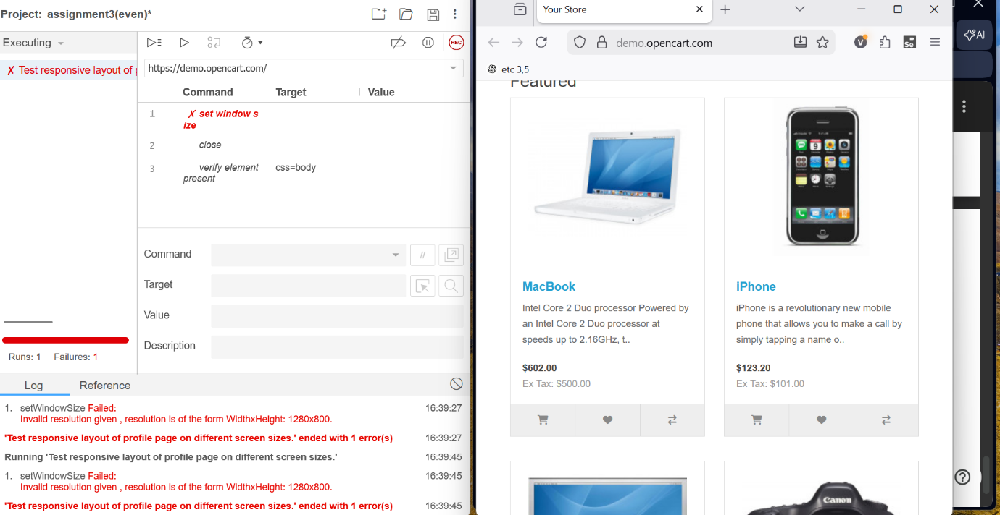 Project: assignment3(even)*
Executing
✗ Test responsive layout of p
REC
https://demo.opencart.com/
Command Target Value
1 ✗ set window s
ize
2 close
3 verify element css=body
present
Command //
Target
Value
Description
Runs: 1 Failures: 1
Log Reference
1. setWindowSize Failed: 16:39:27
Invalid resolution given , resolution is of the form WidthxHeight: 1280x800.
'Test responsive layout of profile page on different screen sizes.' ended with 1 error(s) 16:39:27
Running 'Test responsive layout of profile page on different screen sizes.' 16:39:45
1. setWindowSize Failed: 16:39:45
Invalid resolution given , resolution is of the form WidthxHeight: 1280x800.
'Test responsive layout of profile page on different screen sizes.' ended with 1 error(s) 16:39:45
Your Store
demo.opencart.com
V
Se
etc 3,5
Featured
MacBook
Intel Core 2 Duo processor Powered by
an Intel Core 2 Duo processor at
speeds up to 2.16GHz, t..
$602.00
Ex Tax: $500.00
iPhone
iPhone is a revolutionary new mobile
phone that allows you to make a call by
simply tapping a name o..
$123.20
Ex Tax: $101.00
Canon
AI